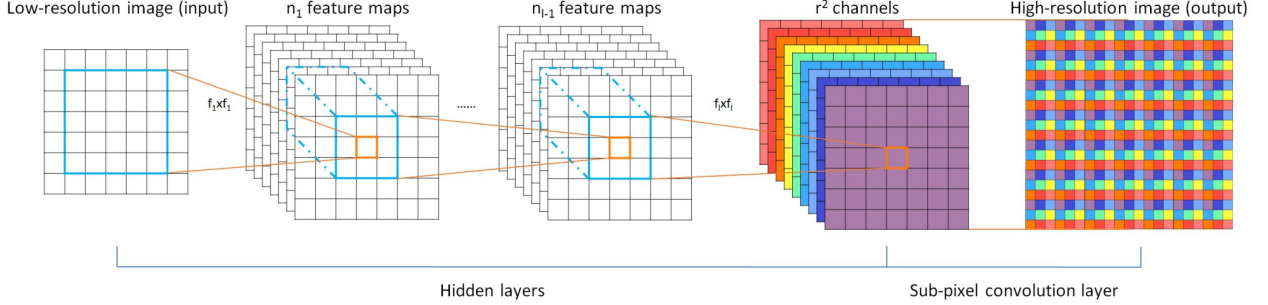 Low-resolution image (input)
n₁ feature maps
nₗ₋₁ feature maps
r² channels
High-resolution image (output)
f₁xf₁
......
fₗxfₗ
Hidden layers
Sub-pixel convolution layer